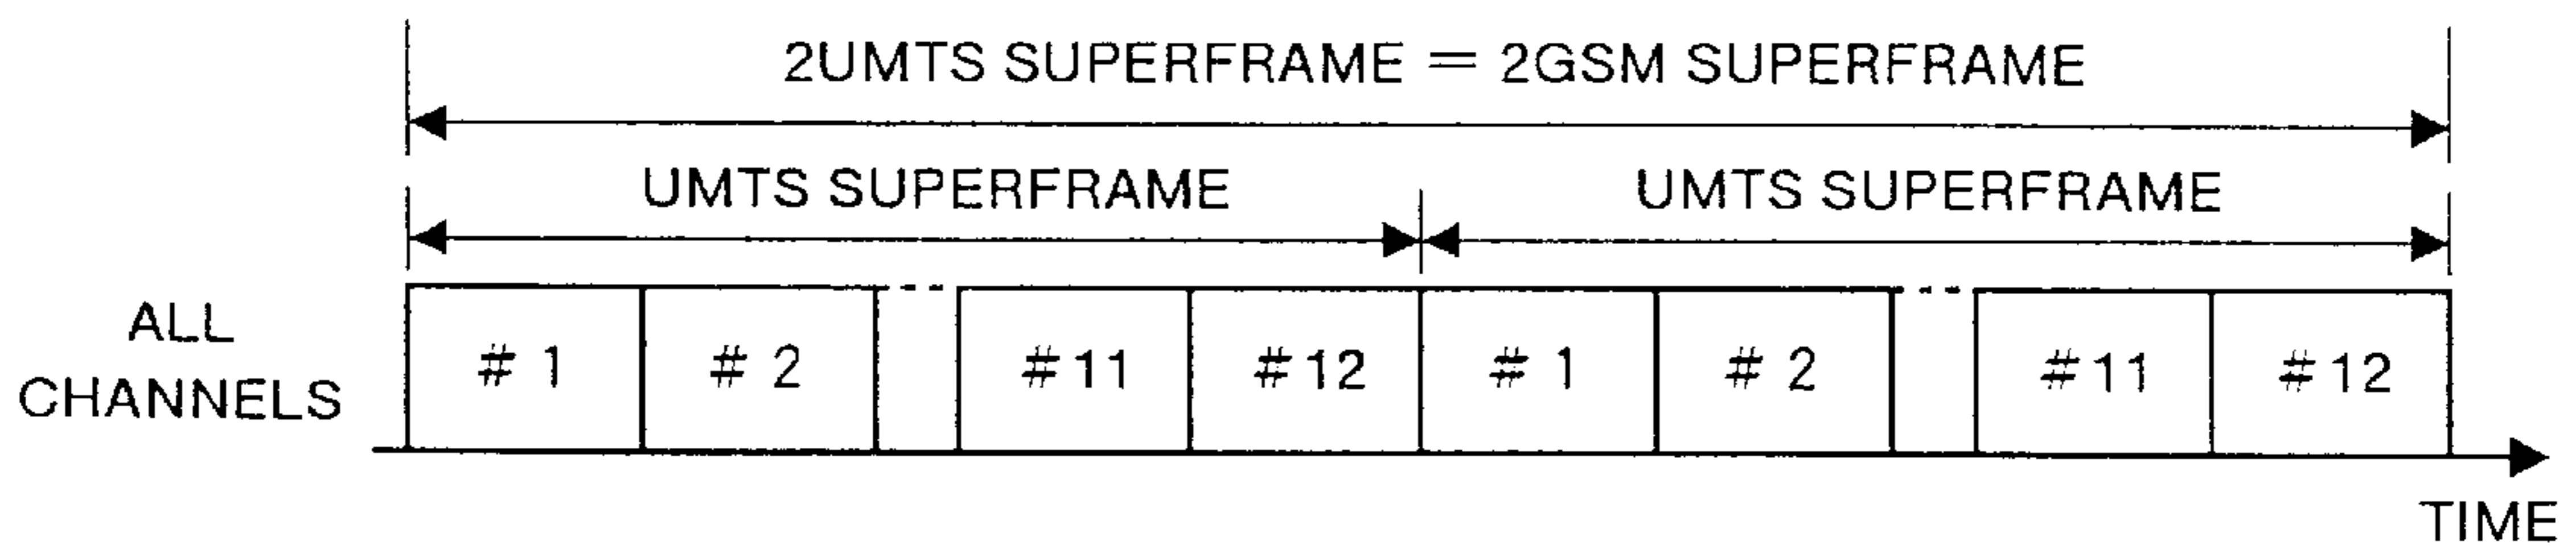 2UMTS SUPERFRAME = 2GSM SUPERFRAME
UMTS SUPERFRAME UMTS SUPERFRAME
ALL
CHANNELS
# 1 # 2 #11 #12 # 1 # 2 #11 #12
TIME